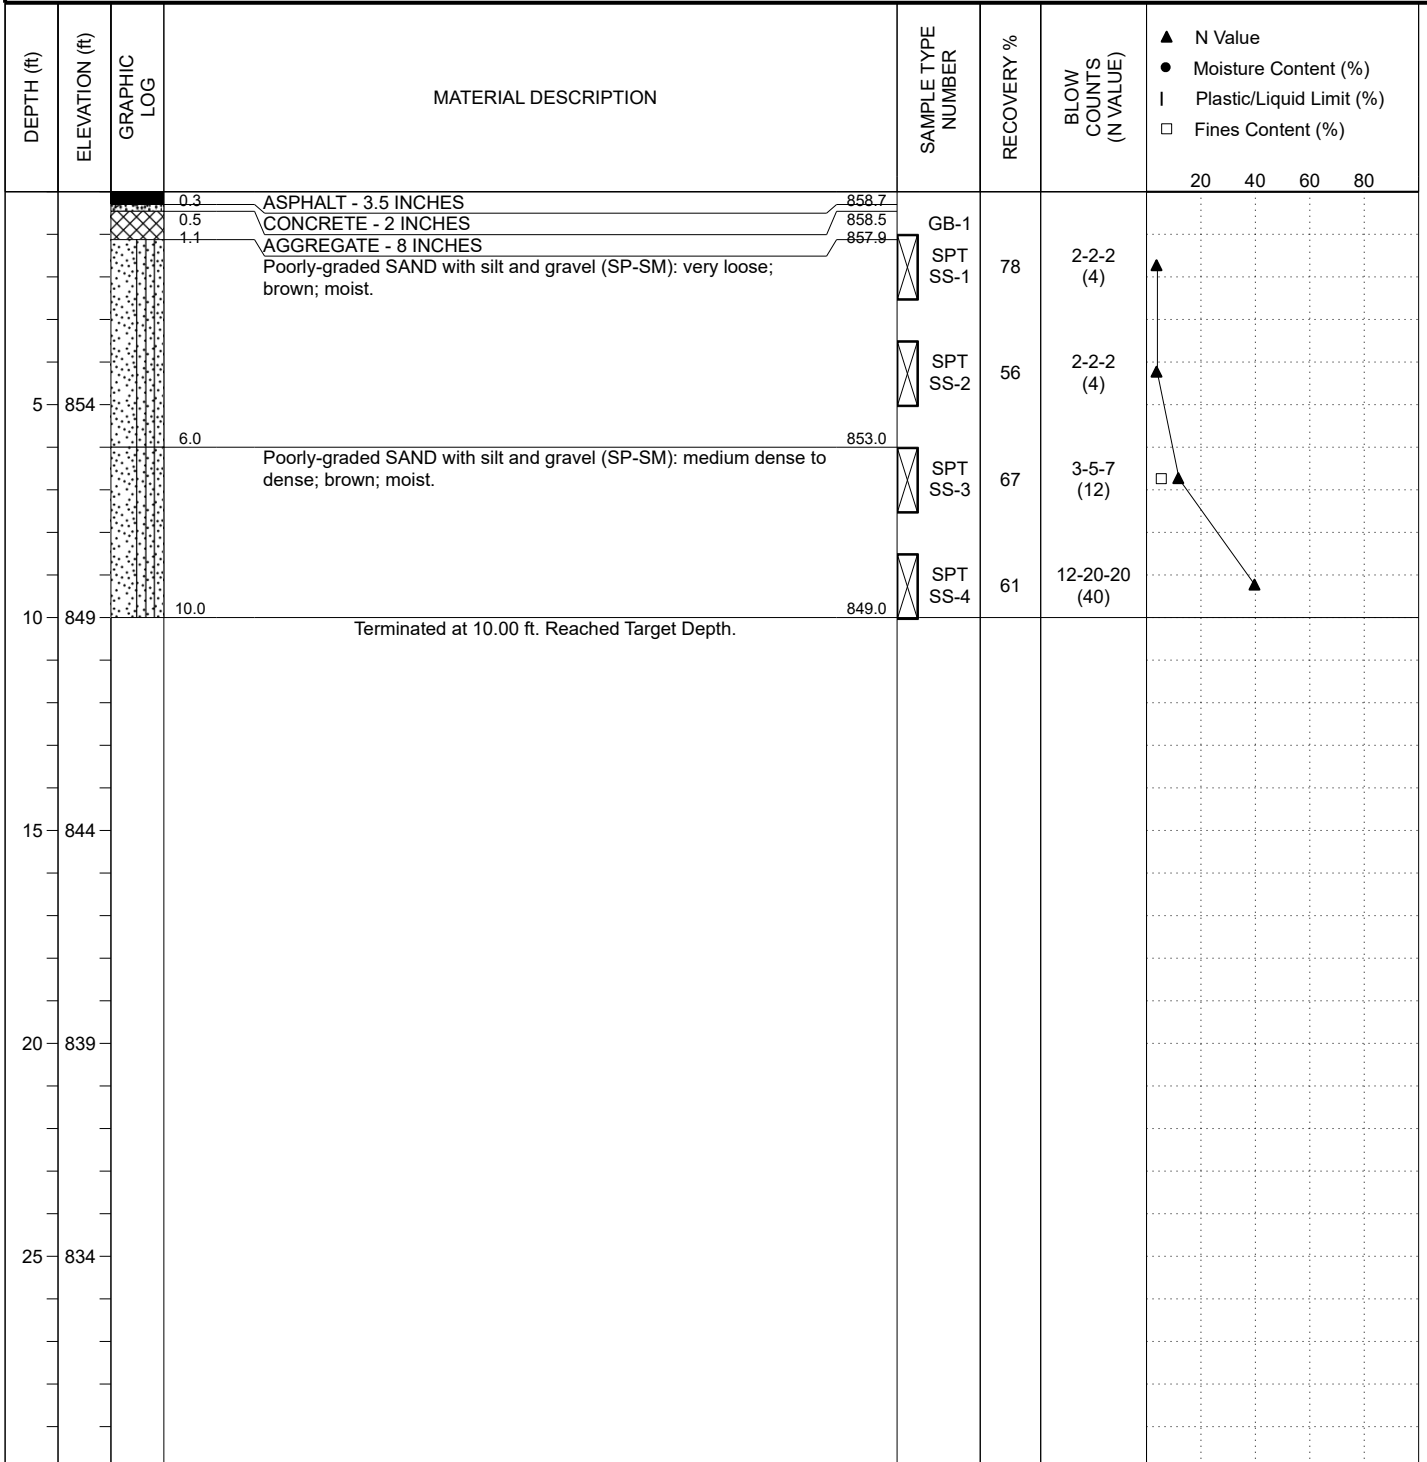 DEPTH (ft)
ELEVATION (ft)
GRAPHIC
LOG
MATERIAL DESCRIPTION
SAMPLE TYPE
NUMBER
RECOVERY %
BLOW
COUNTS
(N VALUE)
▲ N Value
● Moisture Content (%)
| Plastic/Liquid Limit (%)
□ Fines Content (%)
20 40 60 80
0.3 ASPHALT - 3.5 INCHES 858.7
0.5 CONCRETE - 2 INCHES 858.5
GB-1
1.1 AGGREGATE - 8 INCHES 857.9
Poorly-graded SAND with silt and gravel (SP-SM): very loose;
brown; moist.
SPT
SS-1
78
2-2-2
(4)
SPT
SS-2
56
2-2-2
(4)
5 854
6.0 853.0
Poorly-graded SAND with silt and gravel (SP-SM): medium dense to
dense; brown; moist.
SPT
SS-3
67
3-5-7
(12)
SPT
SS-4
61
12-20-20
(40)
10.0 849.0
10 849
Terminated at 10.00 ft. Reached Target Depth.
15 844
20 839
25 834